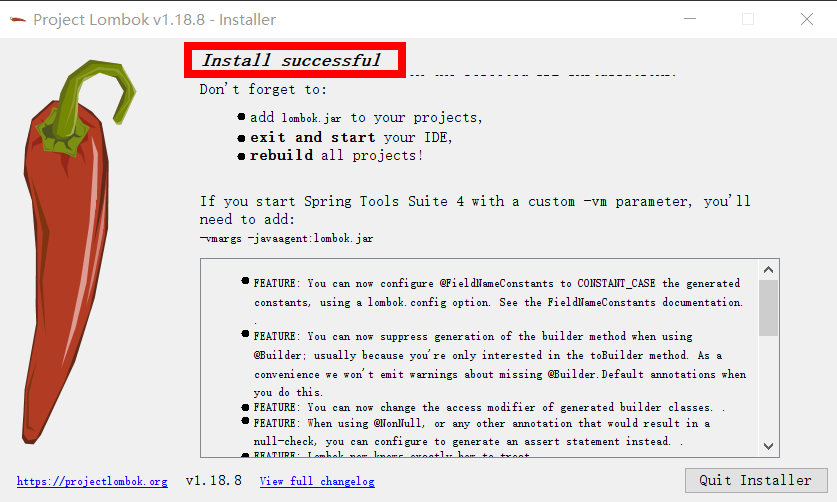 Project Lombok v1.18.8 - Installer
Install successful
Don't forget to:
add lombok.jar to your projects,
exit and start your IDE,
rebuild all projects!
If you start Spring Tools Suite 4 with a custom -vm parameter, you'll
need to add:
-vmargs -javaagent:lombok.jar
FEATURE: You can now configure @FieldNameConstants to CONSTANT_CASE the generated
constants, using a lombok.config option. See the FieldNameConstants documentation.
.
FEATURE: You can now suppress generation of the builder method when using
@Builder; usually because you're only interested in the toBuilder method. As a
convenience we won't emit warnings about missing @Builder.Default annotations when
you do this.
FEATURE: You can now change the access modifier of generated builder classes. .
FEATURE: When using @NonNull, or any other annotation that would result in a
null-check, you can configure to generate an assert statement instead. .
FEATURE: Lombok now knows exactly how to treat
https://projectlombok.org v1.18.8 View full changelog Quit Installer